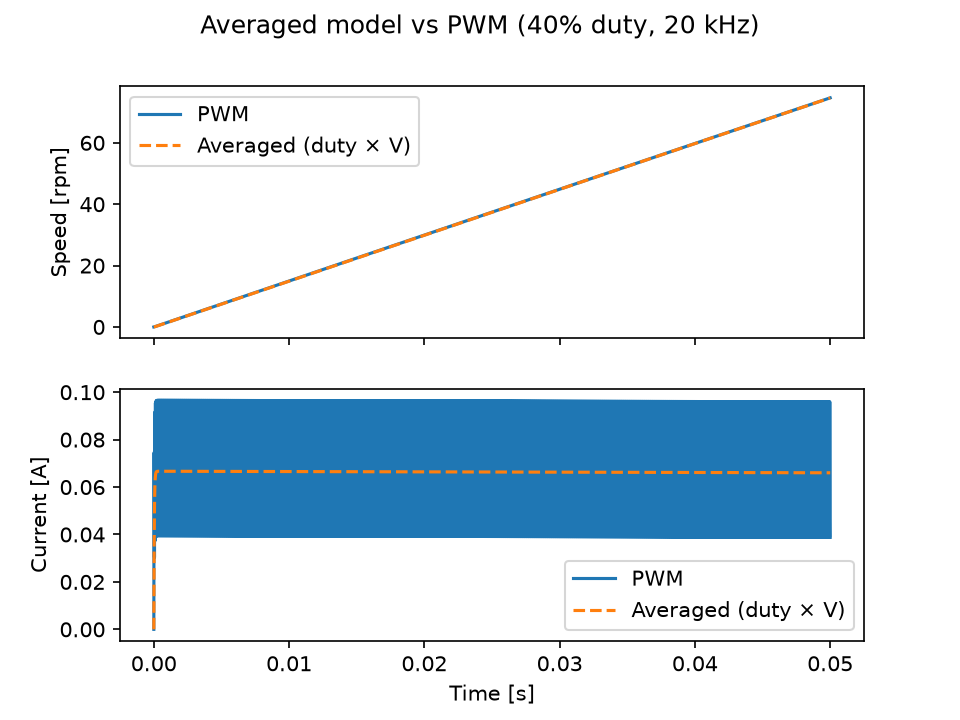 Averaged model vs PWM (40% duty, 20 kHz)
PWM
Averaged (duty × V)
Speed [rpm]
60
40
20
0
0.10
0.08
0.06
0.04
0.02
0.00
Current [A]
PWM
Averaged (duty × V)
0.00 0.01 0.02 0.03 0.04 0.05
Time [s]